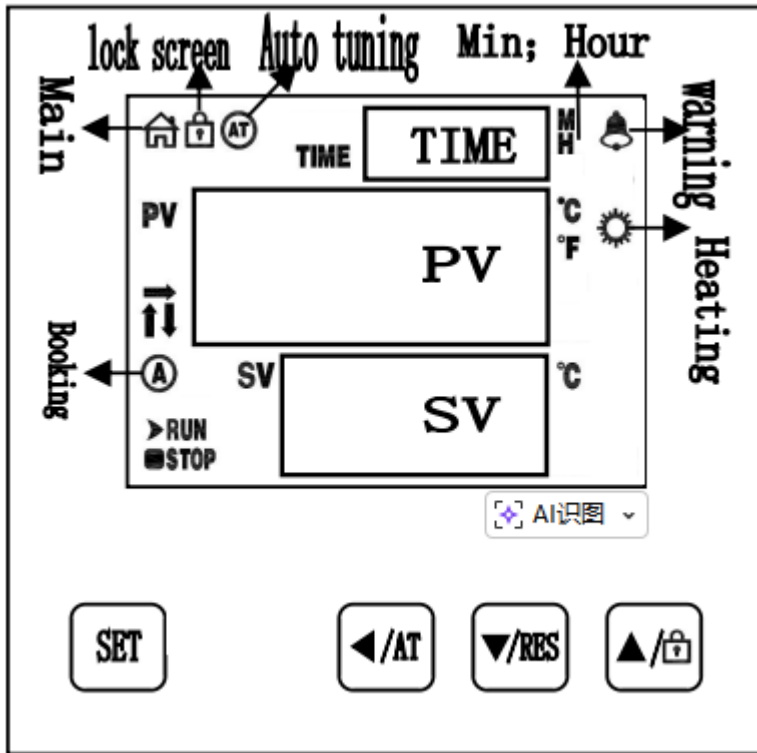 lock screen Auto tuning Min; Hour
Main
warning
Heating
Booking
AT
TIME TIME M
H
PV PV °C
°F
A SV SV °C
RUN
STOP
AI识图
SET /AT /RES /